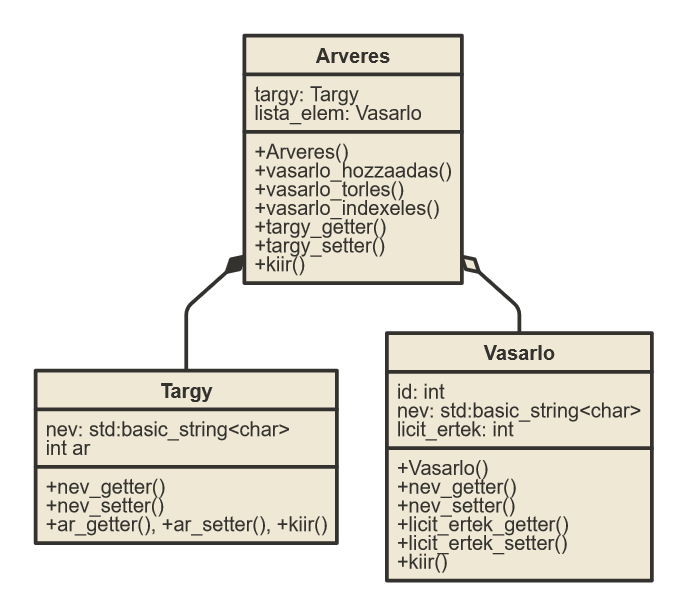 Arveres
targy: Targy
lista_elem: Vasarlo
+Arveres()
+vasarlo_hozzaadas()
+vasarlo_torles()
+vasarlo_indexeles()
+targy_getter()
+targy_setter()
+kiir()
Targy
nev: std:basic_string<char>
int ar
+nev_getter()
+nev_setter()
+ar_getter(), +ar_setter(), +kiir()
Vasarlo
id: int
nev: std:basic_string<char>
licit_ertek: int
+Vasarlo()
+nev_getter()
+nev_setter()
+licit_ertek_getter()
+licit_ertek_setter()
+kiir()